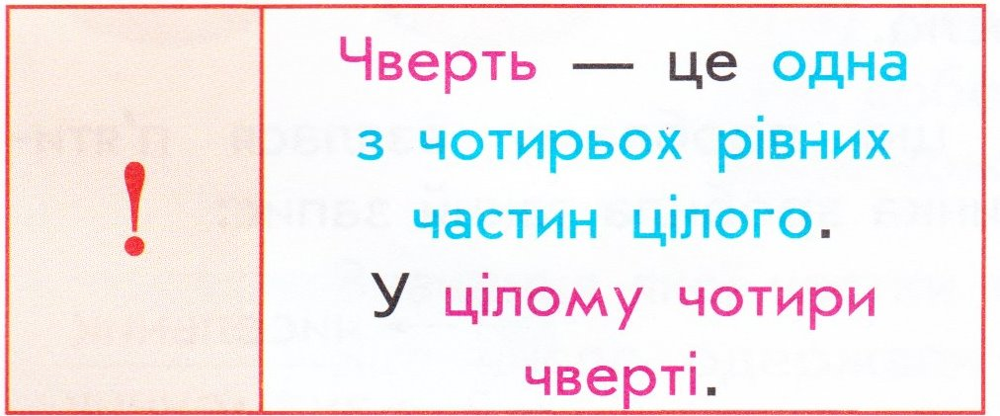 !
Чверть — це одна
з чотирьох рівних
частин цілого.
У цілому чотири
чверті.